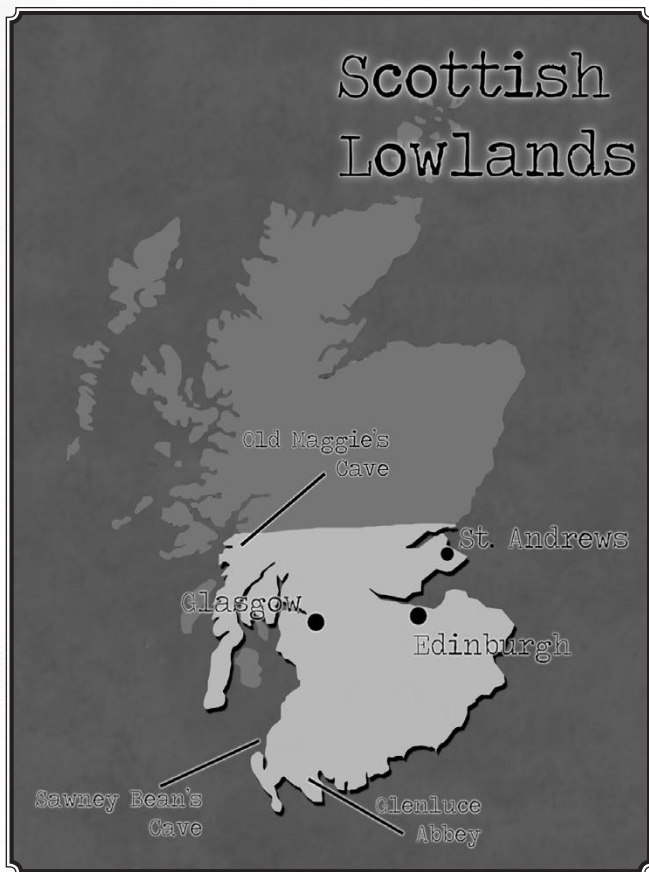 Scottish
Lowlands
Old Maggie's
Cave
St. Andrews
Glasgow
Edinburgh
Sawney Bean's
Cave
Glenluce
Abbey